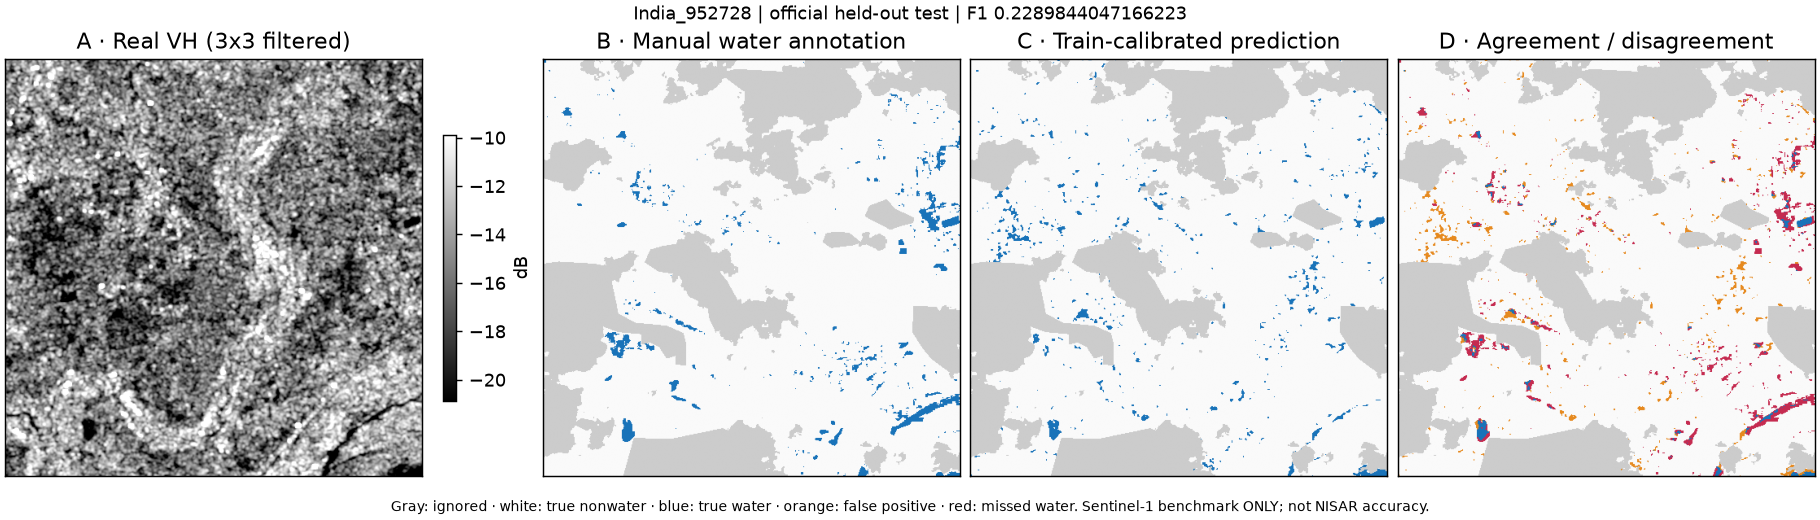 India_952728 | official held-out test | F1 0.2289844047166223
A · Real VH (3x3 filtered)
B · Manual water annotation
C · Train-calibrated prediction
D · Agreement / disagreement
−10
−12
−14
−16
−18
−20
dB
Gray: ignored · white: true nonwater · blue: true water · orange: false positive · red: missed water. Sentinel-1 benchmark ONLY; not NISAR accuracy.